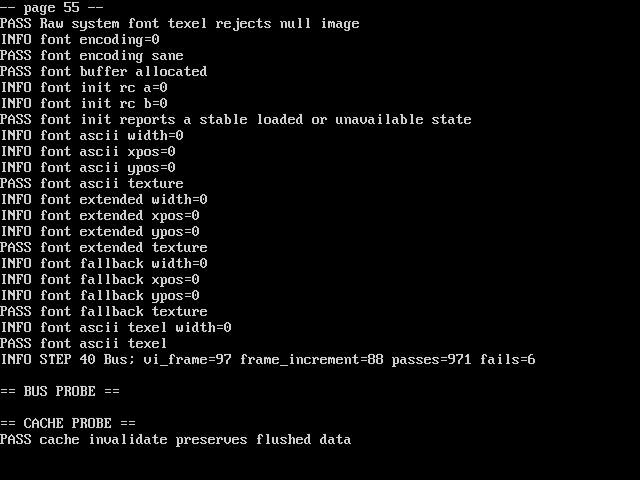 -- page 55 --
PASS Raw system font texel rejects null image
INFO font encoding=0
PASS font encoding sane
PASS font buffer allocated
INFO font init rc a=0
INFO font init rc b=0
PASS font init reports a stable loaded or unavailable state
INFO font ascii width=0
INFO font ascii xpos=0
INFO font ascii ypos=0
PASS font ascii texture
INFO font extended width=0
INFO font extended xpos=0
INFO font extended ypos=0
PASS font extended texture
INFO font fallback width=0
INFO font fallback xpos=0
INFO font fallback ypos=0
PASS font fallback texture
INFO font ascii texel width=0
PASS font ascii texel
INFO STEP 40 Bus; vi_frame=97 frame_increment=88 passes=971 fails=6
== BUS PROBE ==
== CACHE PROBE ==
PASS cache invalidate preserves flushed data